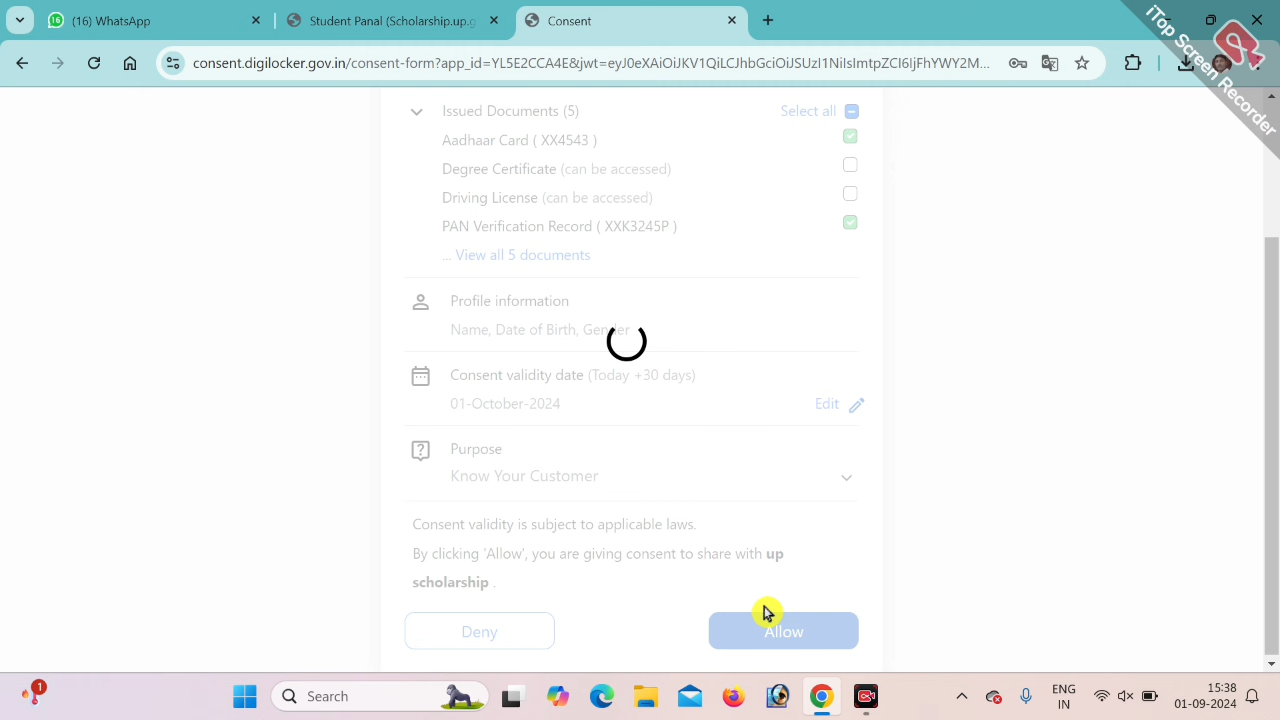 (16) WhatsApp
Student Panal (Scholarship.up.g
Consent
consent.digilocker.gov.in/consent-form?app_id=YL5E2CCA4E&jwt=eyJ0eXAiOiJKV1QiLCJhbGciOiJSUzI1NiIsImtpZCI6IjFhYWY2M...
iTop Screen Recorder
Issued Documents (5)
Select all
Aadhaar Card ( XX4543 )
Degree Certificate (can be accessed)
Driving License (can be accessed)
PAN Verification Record ( XXK3245P )
... View all 5 documents
Profile information
Name, Date of Birth, Gender
Consent validity date (Today +30 days)
01-October-2024
Edit
Purpose
Know Your Customer
Consent validity is subject to applicable laws.
By clicking 'Allow', you are giving consent to share with up
scholarship .
Deny
Allow
1
Search
ENG
IN
15:38
01-09-2024